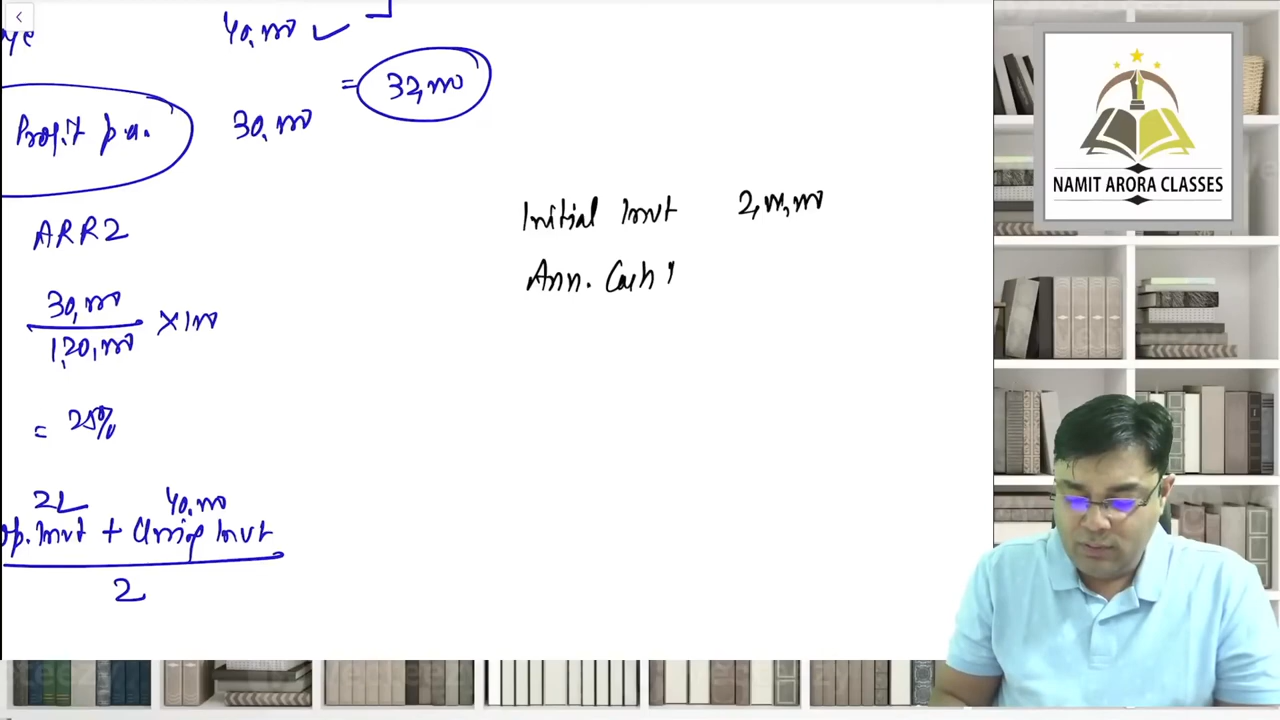 40,000
= 32,000
Profit p.a. 30,000
ARR2
30,000
1,20,000
×100
= 25%
2L 40,000
op. Invt + Closing Invt
2
Initial Invt 2,00,000
Ann. Cash
NAMIT ARORA CLASSES